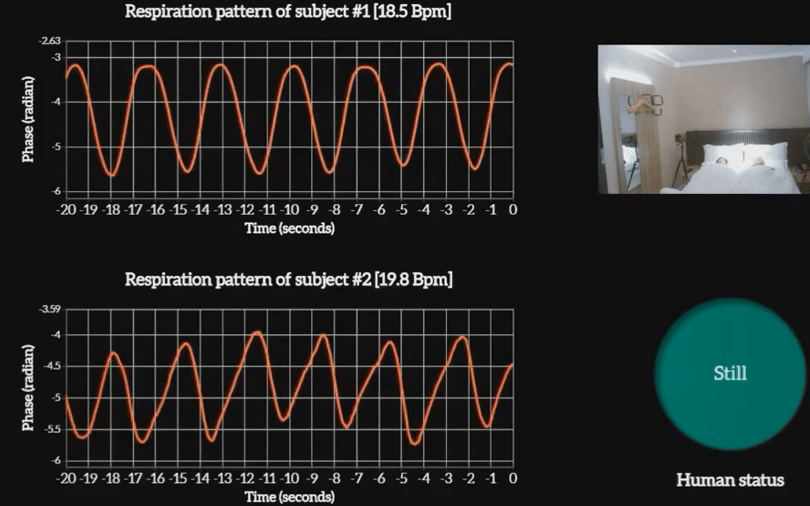 Respiration pattern of subject #1 [18.5 Bpm]
-2.63
-3
-4
-5
-6
Phase (radian)
-20 -19 -18 -17 -16 -15 -14 -13 -12 -11 -10 -9 -8 -7 -6 -5 -4 -3 -2 -1 0
Time (seconds)
Respiration pattern of subject #2 [19.8 Bpm]
-3.59
-4
-4.5
-5
-5.5
-6
Phase (radian)
-20 -19 -18 -17 -16 -15 -14 -13 -12 -11 -10 -9 -8 -7 -6 -5 -4 -3 -2 -1 0
Time (seconds)
Still
Human status